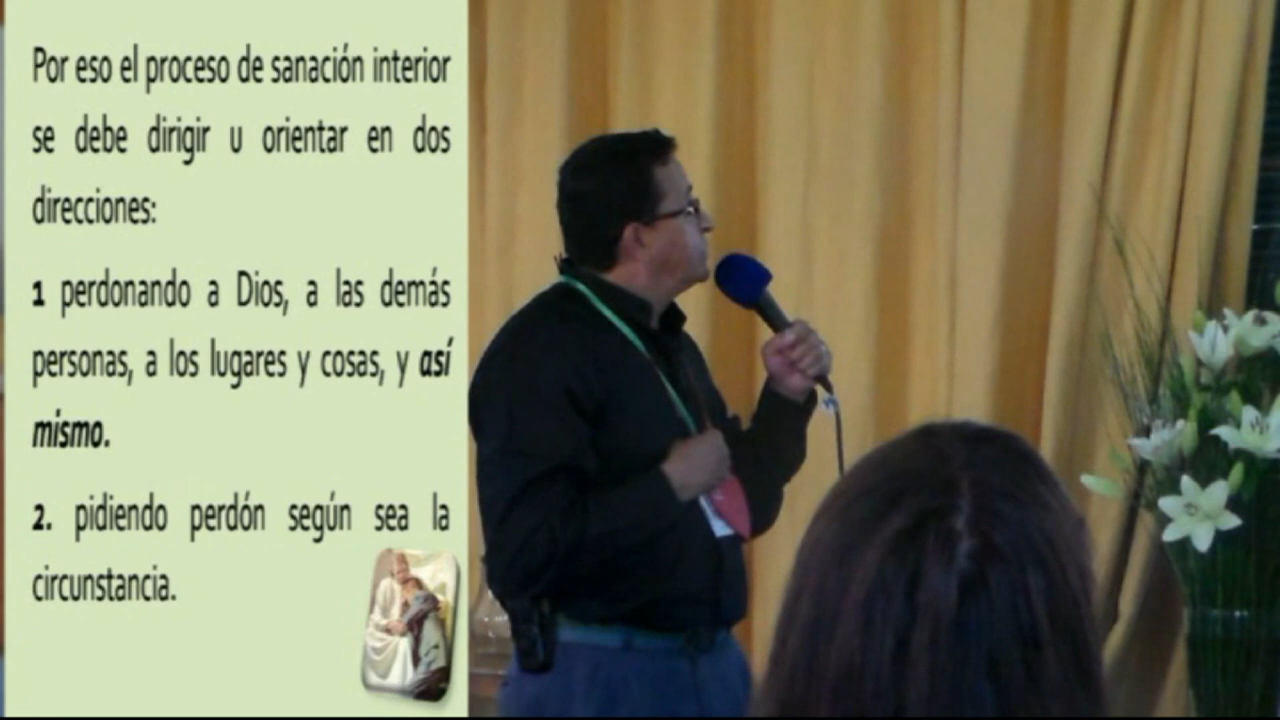 Por eso el proceso de sanación interior
se debe dirigir u orientar en dos
direcciones:
1 perdonando a Dios, a las demás
personas, a los lugares y cosas, y así
mismo.
2. pidiendo perdón según sea la
circunstancia.